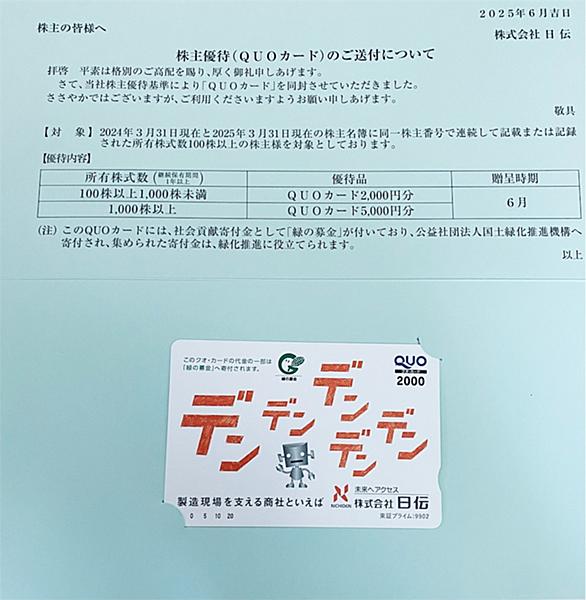 2025年6月吉日
株主の皆様へ
株式会社 日 伝
株主優待(QUOカード)のご送付について
拝啓 平素は格別のご高配を賜り、厚く御礼申しあげます。
さて、当社株主優待基準により「QUOカード」を同封させていただきました。
ささやかではございますが、ご利用くださいますようお願い申しあげます。
敬具
【対 象】 2024年3月31日現在と2025年3月31日現在の株主名簿に同一株主番号で連続して記載または記録
された所有株式数100株以上の株主様を対象としております。
【優待内容】
所有株式数 (継続保有期間1年以上) 優待品 贈呈時期
100株以上1,000株未満 QUOカード2,000円分 6月
1,000株以上 QUOカード5,000円分
(注) このQUOカードには、社会貢献寄付金として「緑の募金」が付いており、公益社団法人国土緑化推進機構へ
寄付され、集められた寄付金は、緑化推進に役立てられます。
以上
このクオ・カードの代金の一部は
「緑の募金」へ寄付されます。
緑の募金
QUO
クオ・カード
2000
デン
デン
デン
デン
デン
未来へアクセス
NICHIDEN
株式会社 日伝
製造現場を支える商社といえば
東証プライム:9902
0 5 10 20